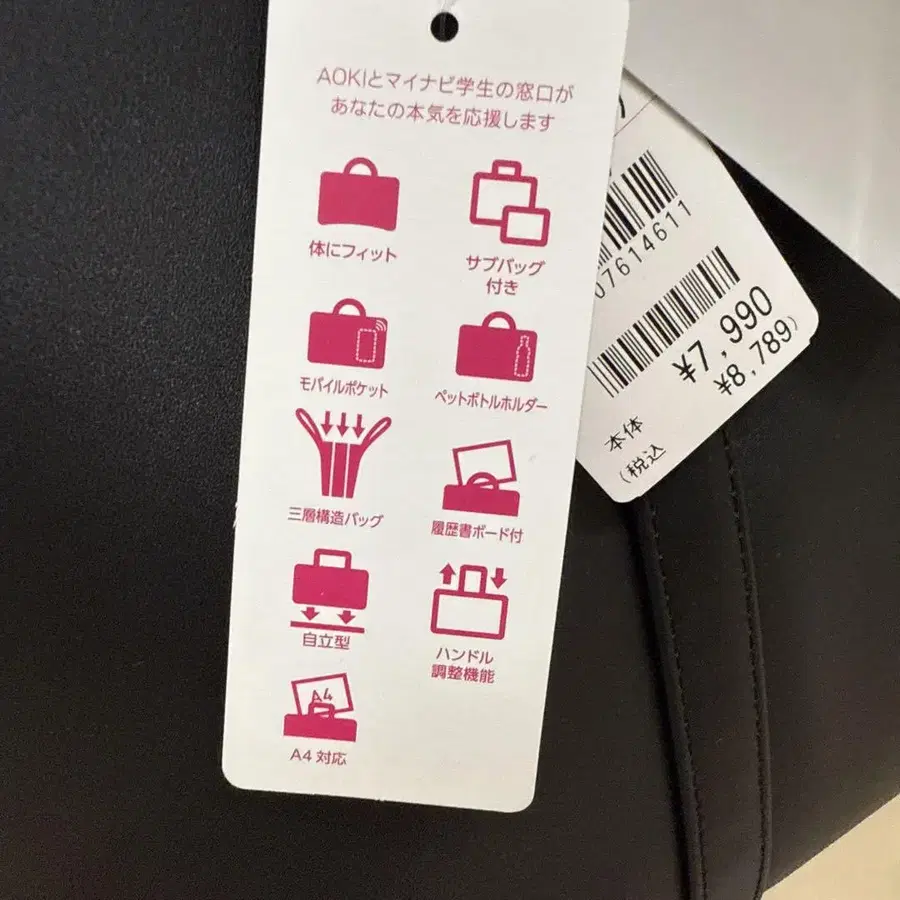 AOKIとマイナビ学生の窓口が
あなたの本気を応援します
体にフィット
サブバッグ
付き
モバイルポケット
ペットボトルホルダー
三層構造バッグ
履歴書ボード付
自立型
ハンドル
調整機能
A4
A4対応
07614611
本体 ¥7,990
(税込 ¥8,789)